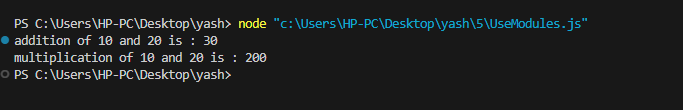 PS C:\Users\HP-PC\Desktop\yash> node "c:\Users\HP-PC\Desktop\yash\5\UseModules.js"
addition of 10 and 20 is : 30
multiplication of 10 and 20 is : 200
PS C:\Users\HP-PC\Desktop\yash>